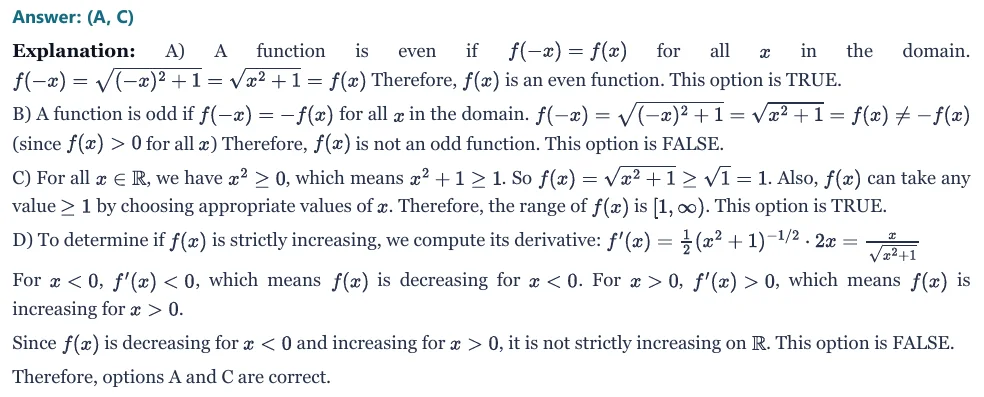 Answer: (A, C)
Explanation: A) A function is even if f(−x) = f(x) for all x in the domain.
f(−x) = √((−x)² + 1) = √(x² + 1) = f(x) Therefore, f(x) is an even function. This option is TRUE.
B) A function is odd if f(−x) = −f(x) for all x in the domain. f(−x) = √((−x)² + 1) = √(x² + 1) = f(x) ≠ −f(x)
(since f(x) > 0 for all x) Therefore, f(x) is not an odd function. This option is FALSE.
C) For all x ∈ ℝ, we have x² ≥ 0, which means x² + 1 ≥ 1. So f(x) = √(x² + 1) ≥ √1 = 1. Also, f(x) can take any
value ≥ 1 by choosing appropriate values of x. Therefore, the range of f(x) is [1, ∞). This option is TRUE.
D) To determine if f(x) is strictly increasing, we compute its derivative: f′(x) = ½(x² + 1)^(−1/2) · 2x = x/√(x²+1)
For x < 0, f′(x) < 0, which means f(x) is decreasing for x < 0. For x > 0, f′(x) > 0, which means f(x) is
increasing for x > 0.
Since f(x) is decreasing for x < 0 and increasing for x > 0, it is not strictly increasing on ℝ. This option is FALSE.
Therefore, options A and C are correct.